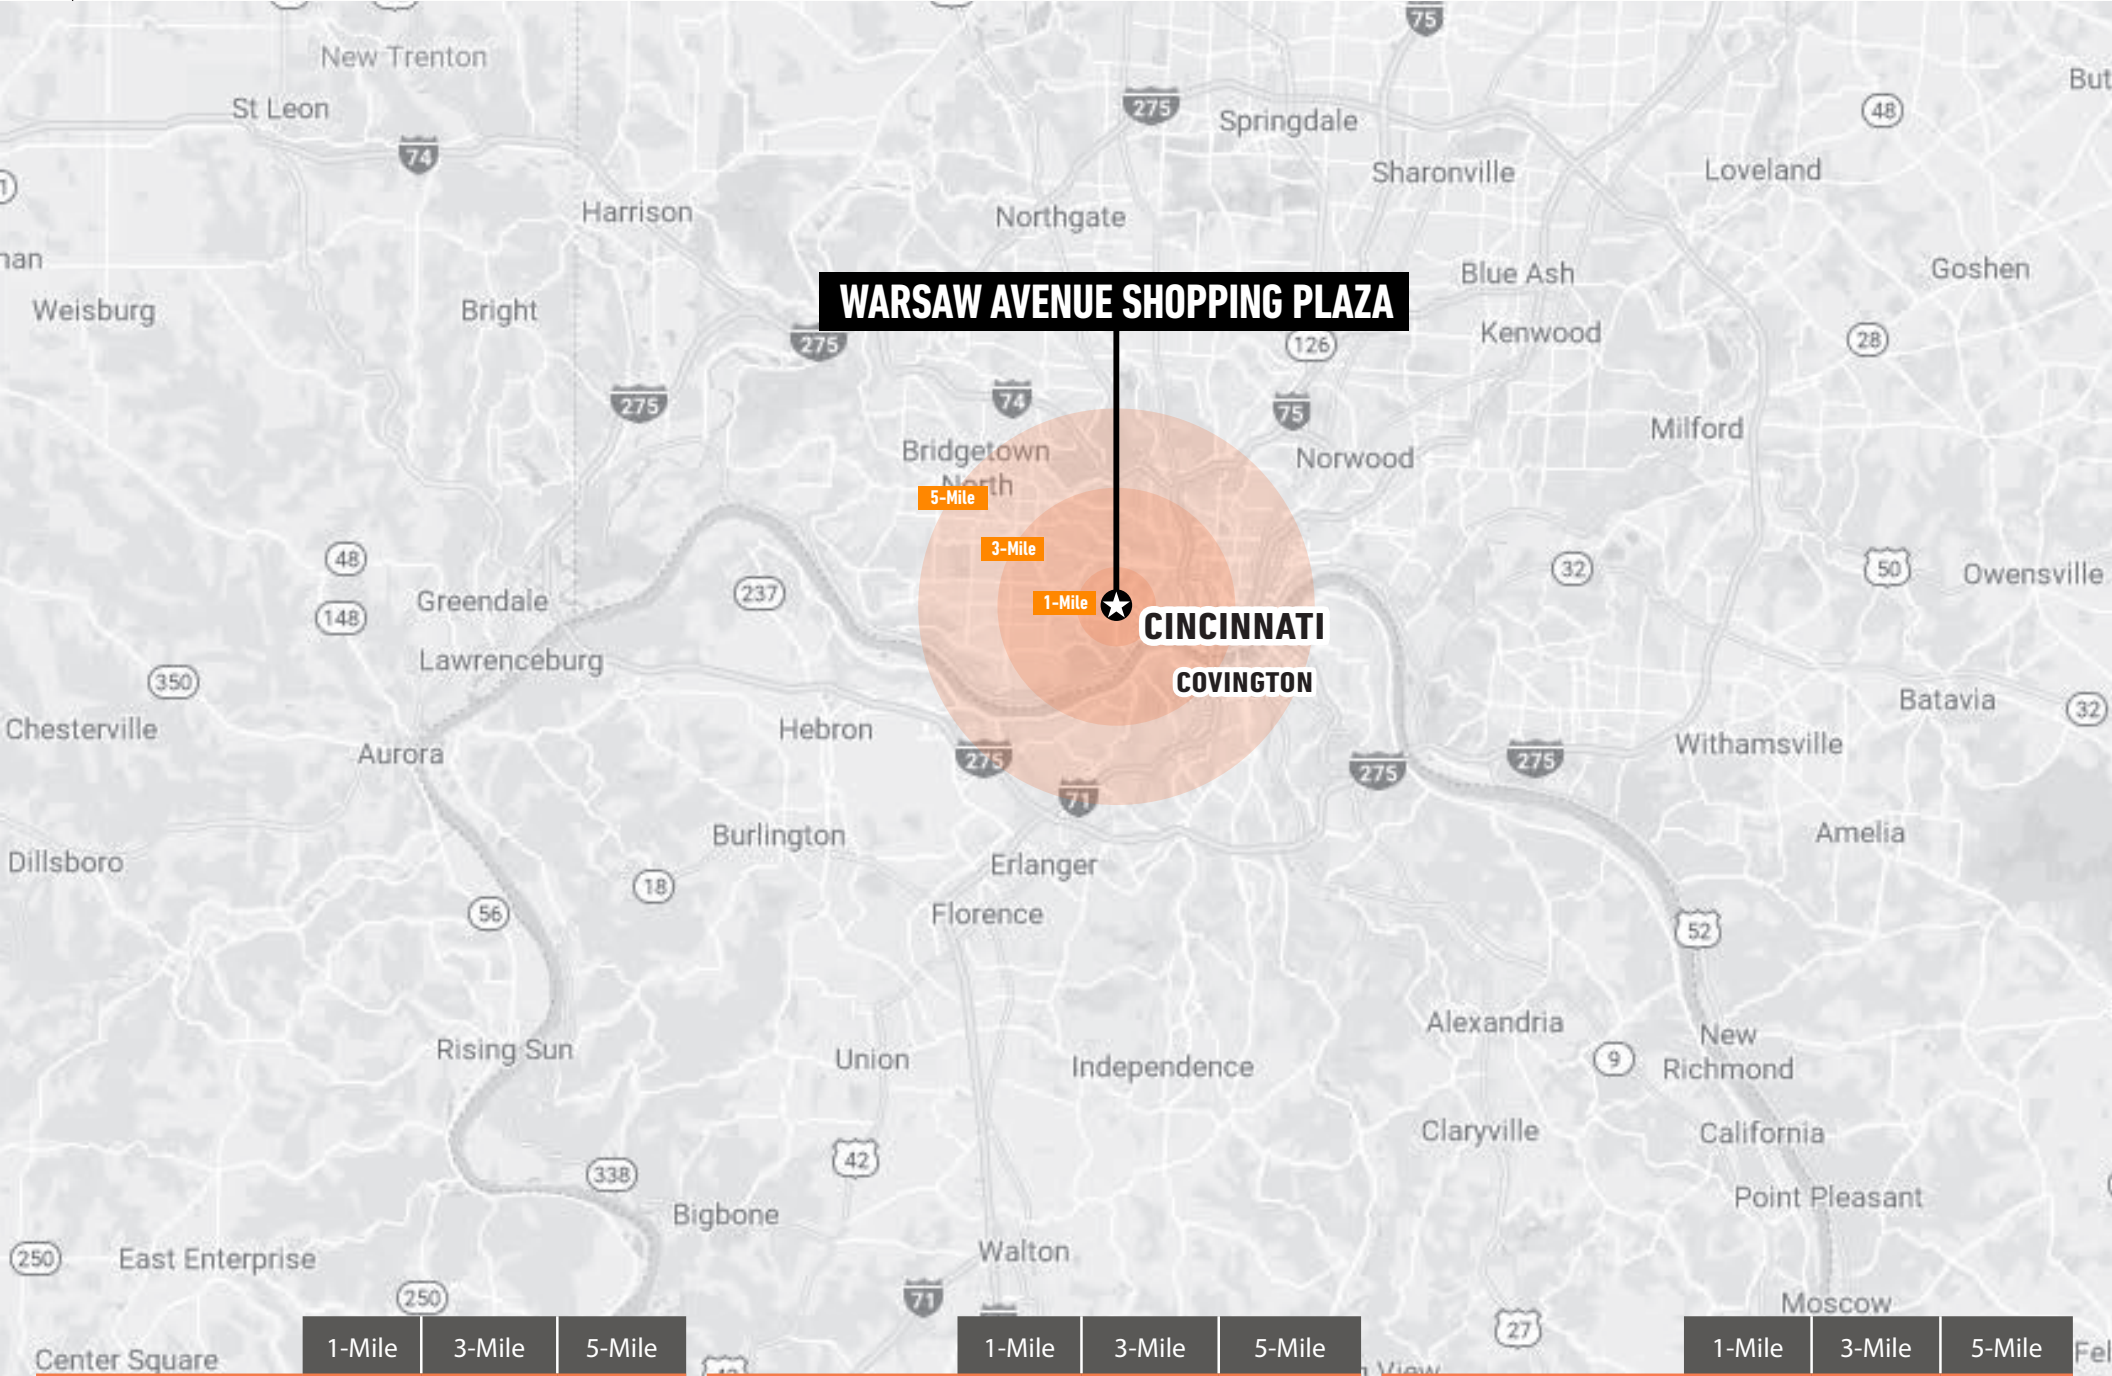 75
New Trenton
But
St Leon
275
Springdale
48
74
Sharonville
Loveland
Harrison
Northgate
Blue Ash
Goshen
WARSAW AVENUE SHOPPING PLAZA
Weisburg
Bright
275
126
Kenwood
28
275
74
75
Milford
Bridgetown
North
Norwood
5-Mile
3-Mile
48
237
32
50
Owensville
Greendale
1-Mile
148
CINCINNATI
Lawrenceburg
350
COVINGTON
Batavia
32
Chesterville
Hebron
Aurora
275
275
275
Withamsville
71
Burlington
Amelia
Dillsboro
Erlanger
18
56
Florence
52
Alexandria
New
Richmond
Rising Sun
Union
Independence
9
Claryville
California
42
338
Point Pleasant
Bigbone
250
East Enterprise
Walton
250
71
Moscow
27
Center Square
1-Mile 3-Mile 5-Mile
1-Mile 3-Mile 5-Mile
View
1-Mile 3-Mile 5-Mile
Fel